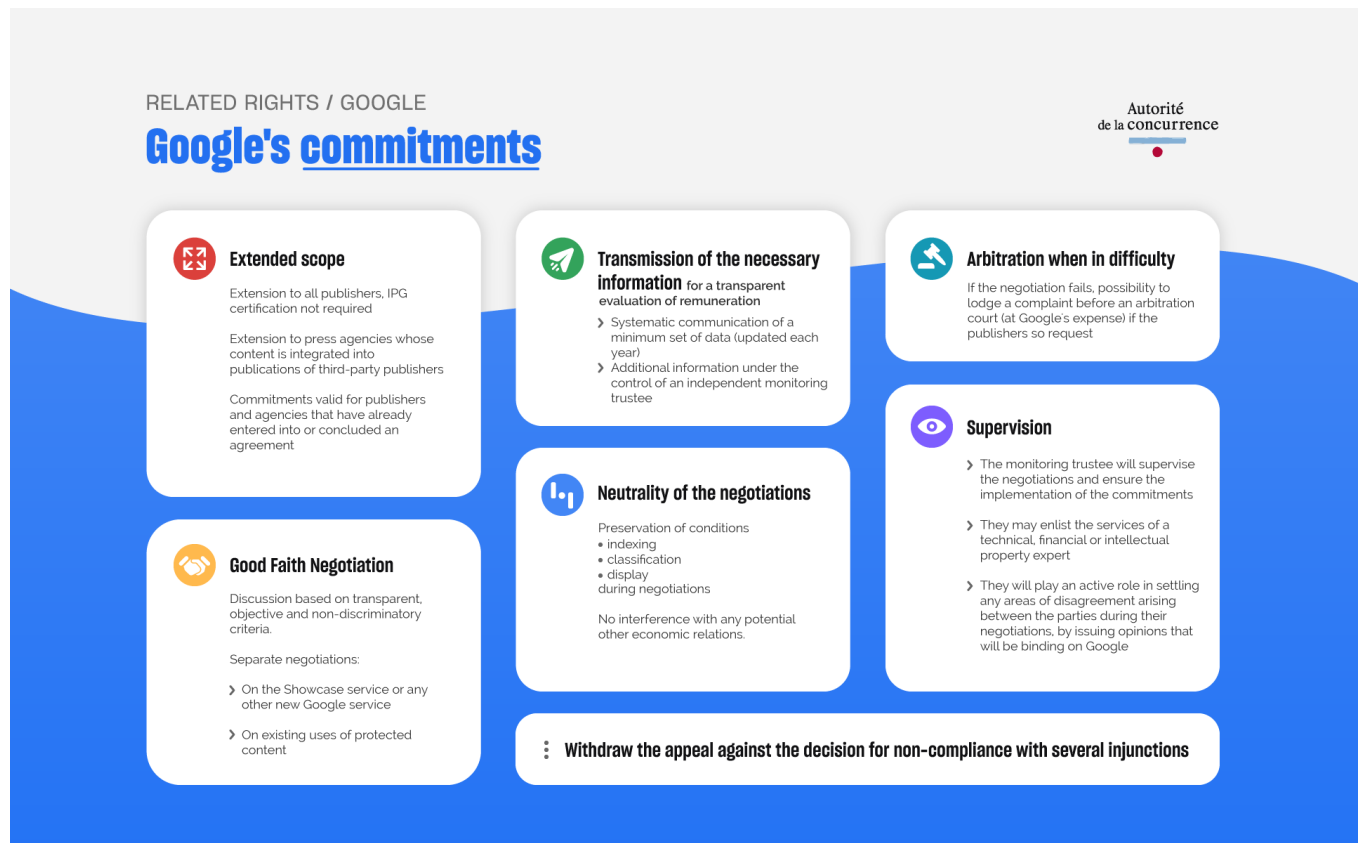 RELATED RIGHTS / GOOGLE
Google's commitments
Autorité
de la concurrence
Extended scope
Extension to all publishers, IPG
certification not required
Extension to press agencies whose
content is integrated into
publications of third-party publishers
Commitments valid for publishers
and agencies that have already
entered into or concluded an
agreement
Good Faith Negotiation
Discussion based on transparent,
objective and non-discriminatory
criteria.
Separate negotiations:
On the Showcase service or any
other new Google service
On existing uses of protected
content
Transmission of the necessary
information for a transparent
evaluation of remuneration
Systematic communication of a
minimum set of data (updated each
year)
Additional information under the
control of an independent monitoring
trustee
Neutrality of the negotiations
Preservation of conditions
• indexing
• classification
• display
during negotiations
No interference with any potential
other economic relations.
Arbitration when in difficulty
If the negotiation fails, possibility to
lodge a complaint before an arbitration
court (at Google's expense) if the
publishers so request
Supervision
The monitoring trustee will supervise
the negotiations and ensure the
implementation of the commitments
They may enlist the services of a
technical, financial or intellectual
property expert
They will play an active role in settling
any areas of disagreement arising
between the parties during their
negotiations, by issuing opinions that
will be binding on Google
Withdraw the appeal against the decision for non-compliance with several injunctions